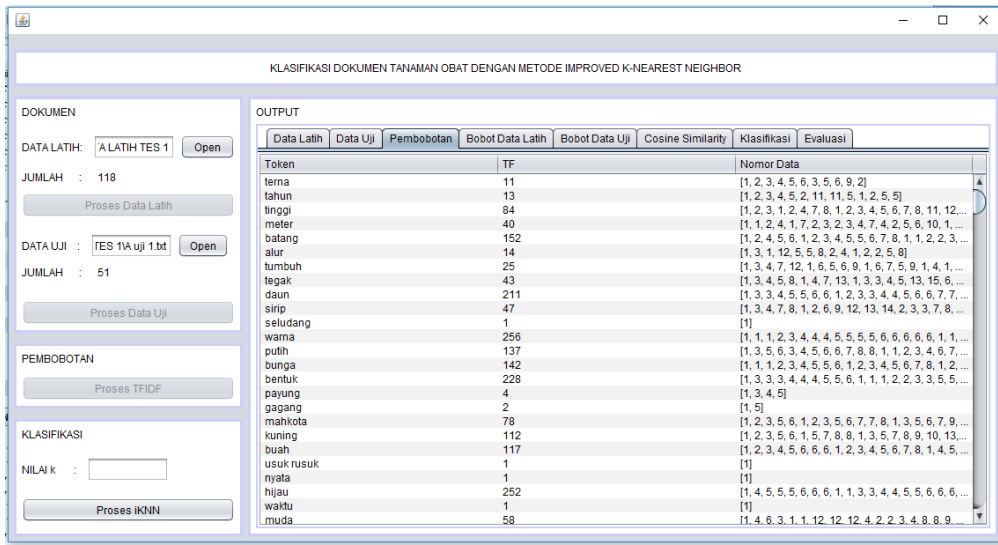 KLASIFIKASI DOKUMEN TANAMAN OBAT DENGAN METODE IMPROVED K-NEAREST NEIGHBOR
DOKUMEN
DATA LATIH: A LATIH TES 1 Open
JUMLAH : 118
Proses Data Latih
DATA UJI : TES 1\A uji 1.txt Open
JUMLAH : 51
Proses Data Uji
PEMBOBOTAN
Proses TFIDF
KLASIFIKASI
NILAI k :
Proses iKNN
OUTPUT
Data Latih Data Uji Pembobotan Bobot Data Latih Bobot Data Uji Cosine Similarity Klasifikasi Evaluasi
Token TF Nomor Data
terna 11 [1, 2, 3, 4, 5, 6, 3, 5, 6, 9, 2]
tahun 13 [1, 2, 3, 4, 5, 2, 11, 11, 5, 1, 2, 5, 5]
tinggi 84 [1, 2, 3, 1, 2, 4, 7, 8, 1, 2, 3, 4, 5, 6, 7, 8, 11, 12,...
meter 40 [1, 1, 2, 4, 1, 7, 2, 3, 2, 3, 4, 7, 4, 2, 5, 6, 10, 1, ...
batang 152 [1, 2, 4, 5, 6, 1, 2, 3, 4, 5, 5, 6, 7, 8, 1, 1, 2, 2, 3, ...
alur 14 [1, 3, 1, 12, 5, 5, 8, 2, 4, 1, 2, 2, 5, 8]
tumbuh 25 [1, 3, 4, 7, 12, 1, 6, 5, 6, 9, 1, 6, 7, 5, 9, 1, 4, 1, ...
tegak 43 [1, 3, 4, 5, 8, 1, 4, 7, 13, 1, 3, 3, 4, 5, 13, 15, 6, ...
daun 211 [1, 3, 3, 4, 5, 5, 6, 6, 1, 2, 3, 3, 4, 4, 5, 6, 6, 7, 7, ...
sirip 47 [1, 3, 4, 7, 8, 1, 2, 6, 9, 12, 13, 14, 2, 3, 3, 7, 8, ...
seludang 1 [1]
warna 256 [1, 1, 1, 2, 3, 4, 4, 4, 5, 5, 5, 5, 6, 6, 6, 6, 6, 1, 1, ...
putih 137 [1, 3, 5, 6, 3, 4, 5, 6, 6, 7, 8, 8, 1, 1, 2, 3, 4, 6, 7, ...
bunga 142 [1, 1, 1, 2, 3, 4, 5, 5, 6, 1, 2, 3, 4, 5, 6, 7, 8, 1, 2, ...
bentuk 228 [1, 3, 3, 3, 4, 4, 4, 5, 5, 6, 1, 1, 1, 2, 2, 3, 3, 5, 5, ...
payung 4 [1, 3, 4, 5]
gagang 2 [1, 5]
mahkota 78 [1, 2, 3, 5, 6, 1, 2, 3, 5, 6, 7, 7, 8, 1, 3, 5, 6, 7, 9, ...
kuning 112 [1, 2, 3, 5, 6, 1, 5, 7, 8, 8, 1, 3, 5, 7, 8, 9, 10, 13,...
buah 117 [1, 2, 3, 4, 5, 6, 6, 6, 1, 2, 3, 4, 5, 6, 7, 8, 1, 4, 5, ...
usuk rusuk 1 [1]
nyata 1 [1]
hijau 252 [1, 4, 5, 5, 5, 6, 6, 6, 1, 1, 3, 3, 4, 4, 5, 5, 6, 6, 6, ...
waktu 1 [1]
muda 58 [1, 4, 6, 3, 1, 1, 12, 12, 12, 4, 2, 2, 3, 4, 8, 8, 9, ...